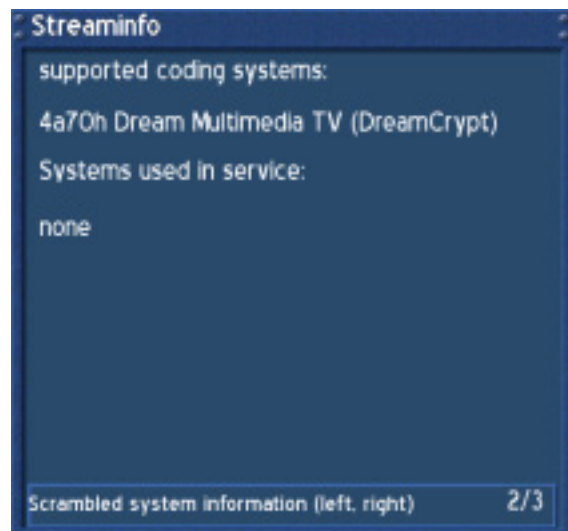 Streaminfo
supported coding systems:
4a70h Dream Multimedia TV (DreamCrypt)
Systems used in service:
none
Scrambled system information (left, right) 2/3